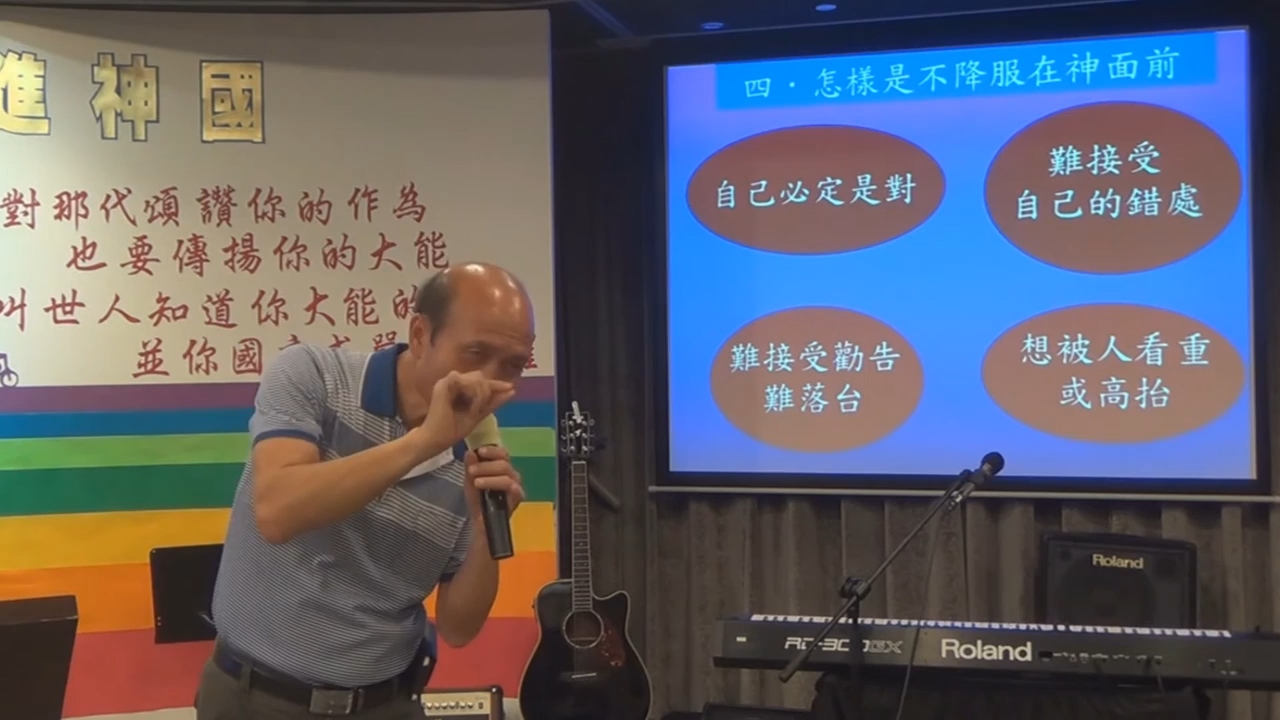 進神國
對那代頌讚你的作為
也要傳揚你的大能
叫世人知道你大能的
並你國
四．怎樣是不降服在神面前
自己必定是對
難接受
自己的錯處
難接受勸告
難落台
想被人看重
或高抬
Roland
RD-300GX
Roland